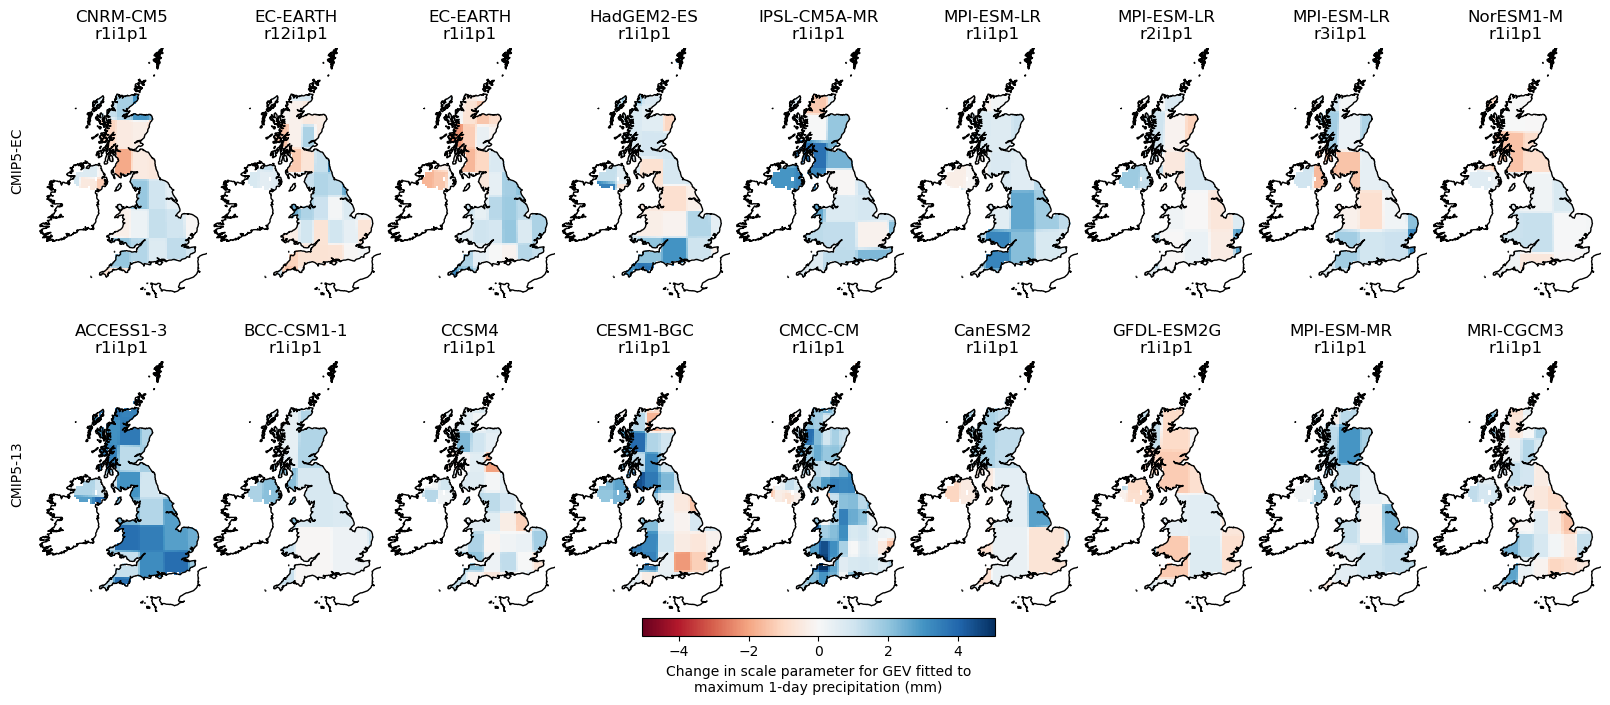 CNRM-CM5 EC-EARTH EC-EARTH HadGEM2-ES IPSL-CM5A-MR MPI-ESM-LR MPI-ESM-LR MPI-ESM-LR NorESM1-M
r1i1p1 r12i1p1 r1i1p1 r1i1p1 r1i1p1 r1i1p1 r2i1p1 r3i1p1 r1i1p1
CMIP5-EC
ACCESS1-3 BCC-CSM1-1 CCSM4 CESM1-BGC CMCC-CM CanESM2 GFDL-ESM2G MPI-ESM-MR MRI-CGCM3
r1i1p1 r1i1p1 r1i1p1 r1i1p1 r1i1p1 r1i1p1 r1i1p1 r1i1p1 r1i1p1
CMIP5-13
−4 −2 0 2 4
Change in scale parameter for GEV fitted to
maximum 1-day precipitation (mm)